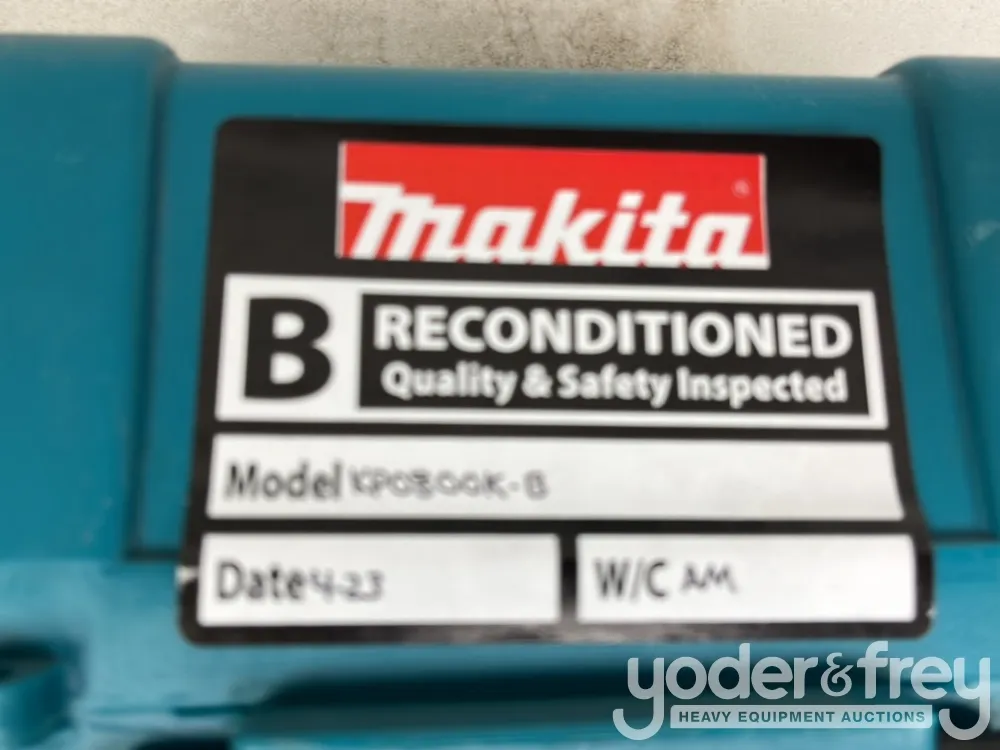 makita®
B RECONDITIONED
Quality & Safety Inspected
Model KP0800K-B
Date 4-23
W/C AM
yoder&frey
HEAVY EQUIPMENT AUCTIONS